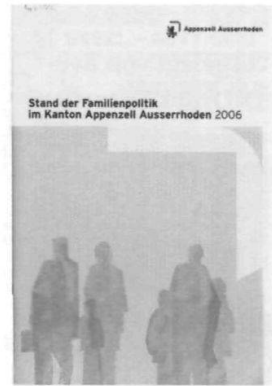 Appenzell Ausserrhoden
Stand der Familienpolitik
im Kanton Appenzell Ausserrhoden 2006